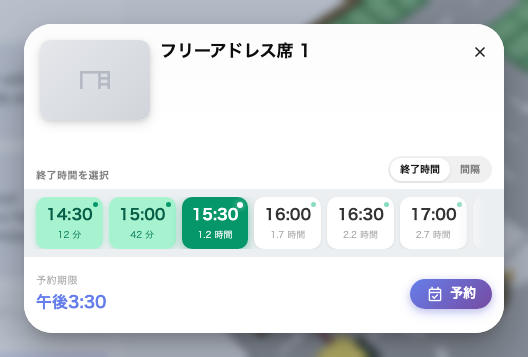 フリーアドレス席 1
終了時間を選択
終了時間 間隔
14:30 15:00 15:30 16:00 16:30 17:00
12 分 42 分 1.2 時間 1.7 時間 2.2 時間 2.7 時間
予約期限
午後3:30
予約